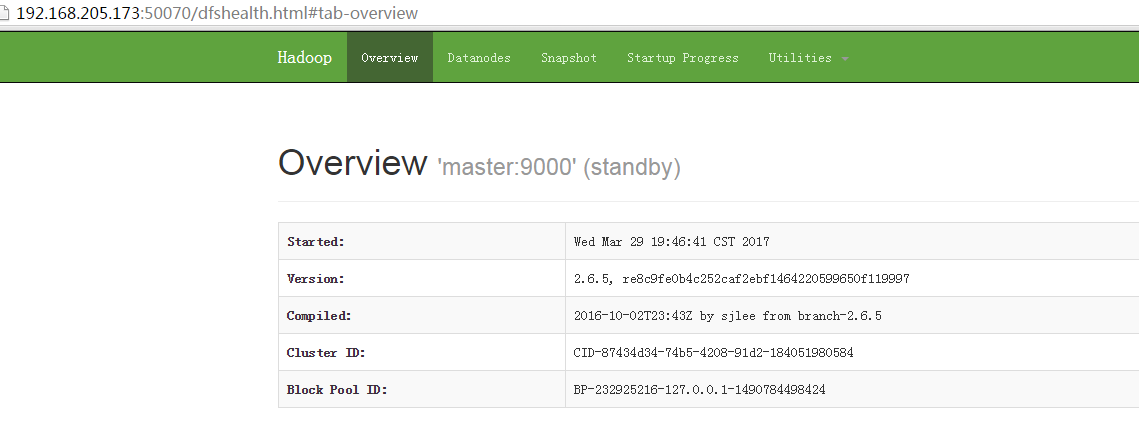 192.168.205.173:50070/dfshealth.html#tab-overview
Hadoop Overview Datanodes Snapshot Startup Progress Utilities
Overview 'master:9000' (standby)
Started: Wed Mar 29 19:46:41 CST 2017
Version: 2.6.5, re8c9fe0b4c252caf2ebf1464220599650f119997
Compiled: 2016-10-02T23:43Z by sjlee from branch-2.6.5
Cluster ID: CID-87434d34-74b5-4208-91d2-184051980584
Block Pool ID: BP-232925216-127.0.0.1-1490784498424